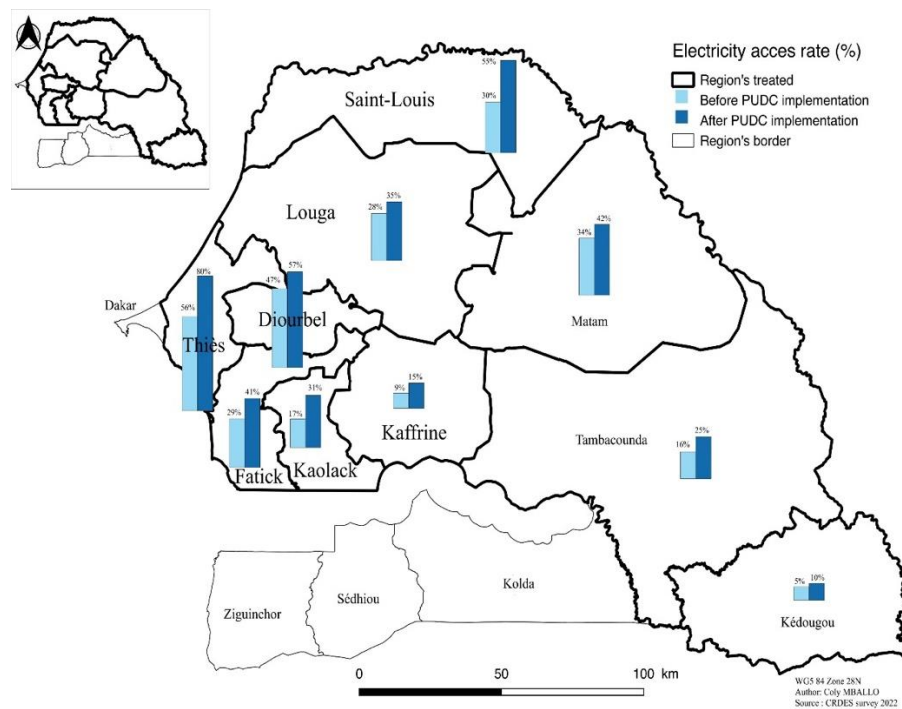 Electricity acces rate (%)
Region's treated
Before PUDC implementation
After PUDC implementation
Region's border
55%
30%
Saint-Louis
35%
28%
Louga
42%
34%
Matam
80%
56%
Thiès
57%
47%
Diourbel
Dakar
41%
29%
Fatick
31%
17%
Kaolack
15%
9%
Kaffrine
25%
16%
Tambacounda
10%
5%
Kédougou
Kolda
Sédhiou
Ziguinchor
0 50 100 km
WG5 84 Zone 28N
Author: Coly MBALLO
Source : CRDES survey 2022